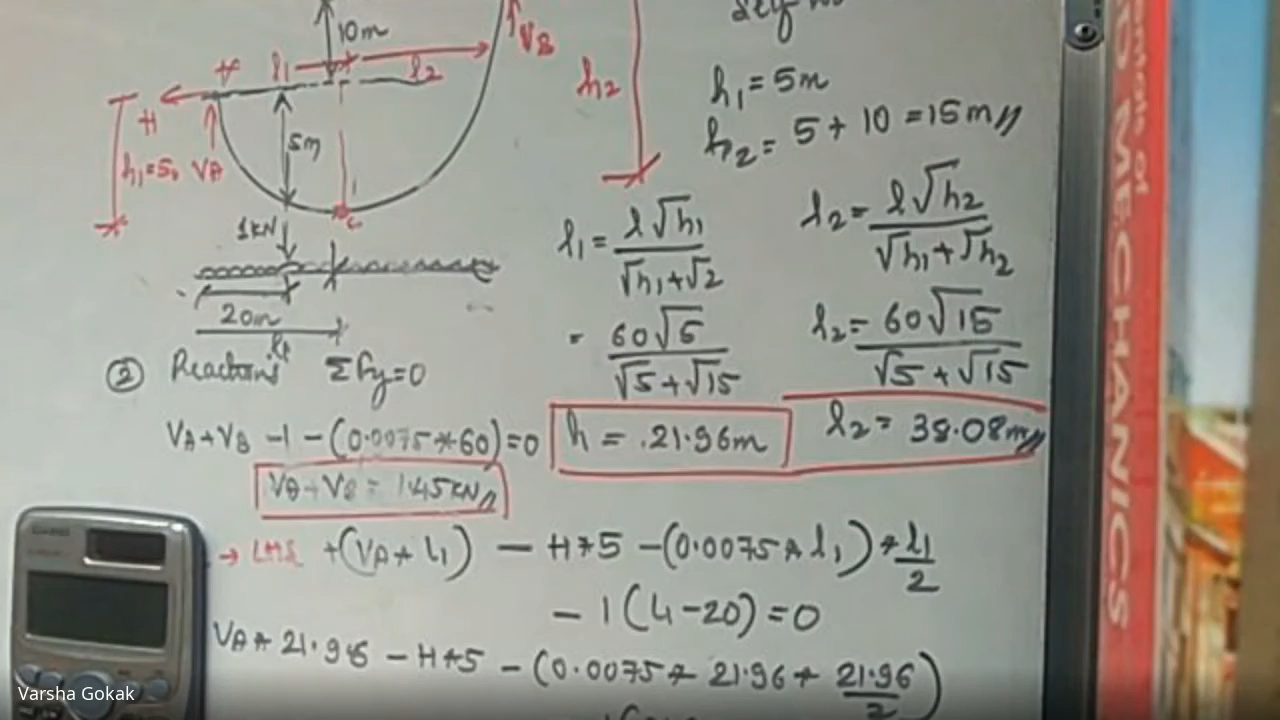 10m
VB
H l1 l2
h2
H
h1=5m
h2= 5+10 =15m//
h1=5, VA
5m
c
1kN
20m
l1
l1 = l√h1 / √h1+√2
l2= l√h2 / √h1+√h2
= 60√5 / √5+√15
l2= 60√15 / √5+√15
② Reactions ΣFy=0
VA+VB -1-(0.0075*60)=0
h = .21.96m
l2= 38.08m//
VA+VB = 1.45kN//
→ LHS +(VA*l1) - H*5 -(0.0075*l1)*l1/2
- 1(l1-20)=0
VA*21.96 - H*5 -(0.0075*21.96*21.96/2)
MECHANICS
CASIO
Varsha Gokak